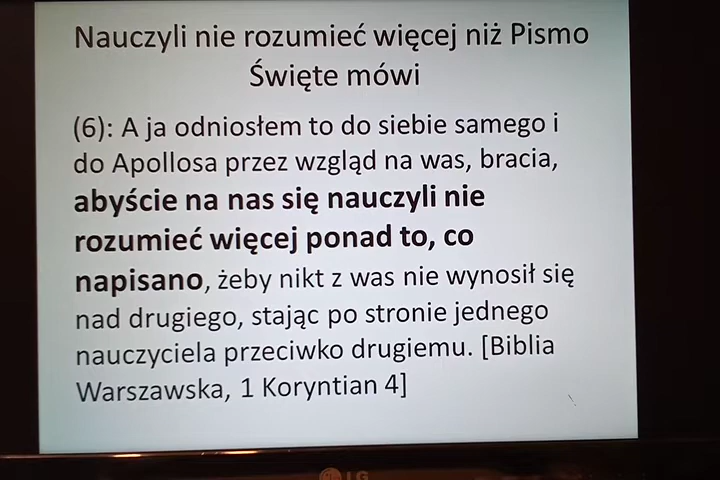 Nauczyli nie rozumieć więcej niż Pismo
Święte mówi
(6): A ja odniosłem to do siebie samego i
do Apollosa przez wzgląd na was, bracia,
abyście na nas się nauczyli nie
rozumieć więcej ponad to, co
napisano, żeby nikt z was nie wynosił się
nad drugiego, stając po stronie jednego
nauczyciela przeciwko drugiemu. [Biblia
Warszawska, 1 Koryntian 4]
LG